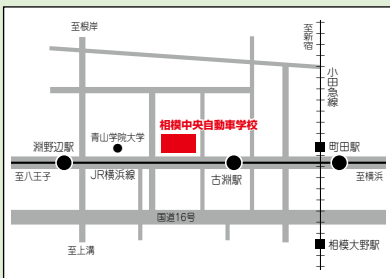 至根岸
至新宿
小田急線
相模中央自動車学校
青山学院大学
淵野辺駅
町田駅
至八王子
JR横浜線
古淵駅
至横浜
国道16号
至上溝
相模大野駅